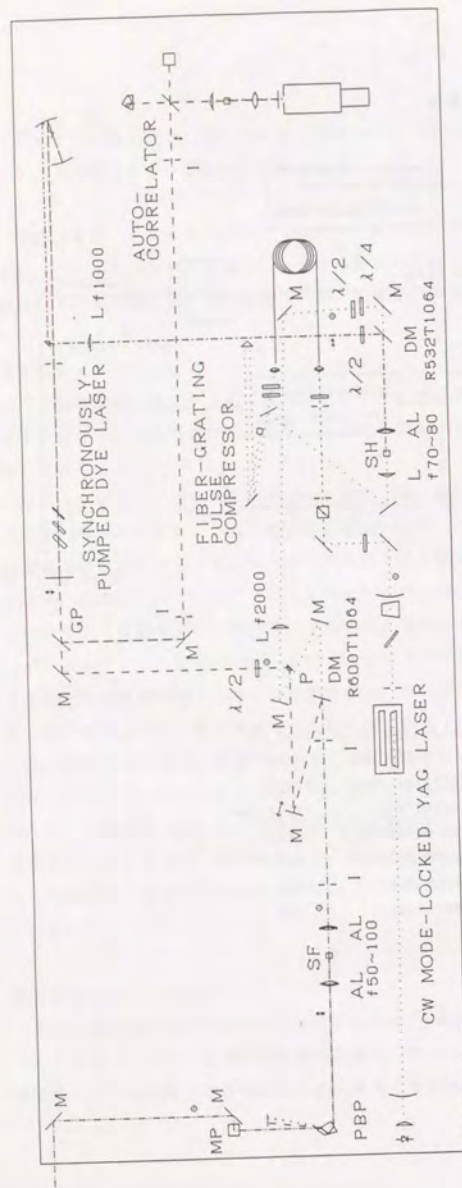 AUTO-
CORRELATOR
I
L f1000
SYNCHRONOUSLY-
PUMPED DYE LASER
GP
M
I
M
FIBER-GRATING
PULSE
COMPRESSOR
M
λ/2
λ/4
M
λ/2
DM
R532T1064
SH
L
AL
f70~80
L f2000
λ/2
M
P
M
DM
R600T1064
M
I
I
SF
AL
AL
f50~100
CW MODE-LOCKED YAG LASER
M
M
MP
PBP